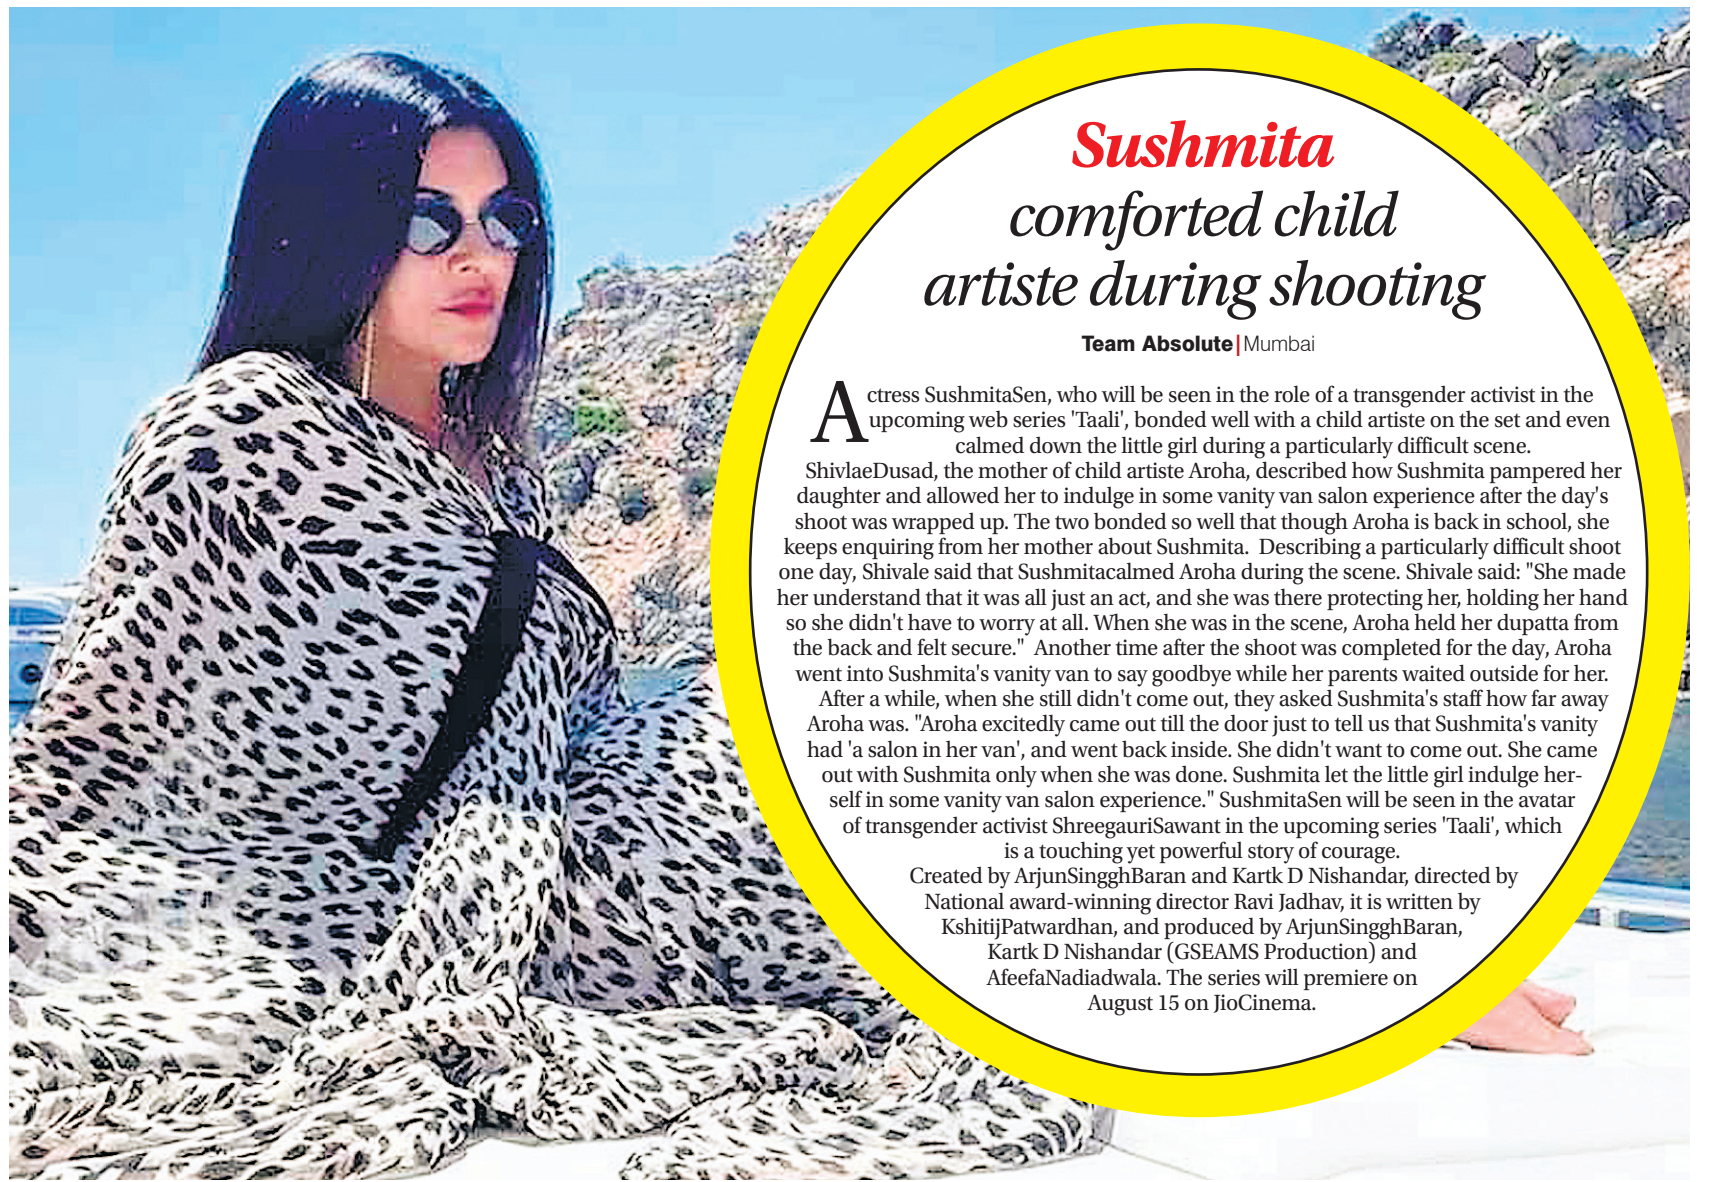 Sushmita
comforted child
artiste during shooting
Team Absolute|Mumbai
Actress SushmitaSen, who will be seen in the role of a transgender activist in the
upcoming web series 'Taali', bonded well with a child artiste on the set and even
calmed down the little girl during a particularly difficult scene.
ShivlaeDusad, the mother of child artiste Aroha, described how Sushmita pampered her
daughter and allowed her to indulge in some vanity van salon experience after the day's
shoot was wrapped up. The two bonded so well that though Aroha is back in school, she
keeps enquiring from her mother about Sushmita.  Describing a particularly difficult shoot
one day, Shivale said that Sushmitacalmed Aroha during the scene. Shivale said: "She made
her understand that it was all just an act, and she was there protecting her, holding her hand
so she didn't have to worry at all. When she was in the scene, Aroha held her dupatta from
the back and felt secure."  Another time after the shoot was completed for the day, Aroha
went into Sushmita's vanity van to say goodbye while her parents waited outside for her.
After a while, when she still didn't come out, they asked Sushmita's staff how far away
Aroha was. "Aroha excitedly came out till the door just to tell us that Sushmita's vanity
had 'a salon in her van', and went back inside. She didn't want to come out. She came
out with Sushmita only when she was done. Sushmita let the little girl indulge her-
self in some vanity van salon experience." SushmitaSen will be seen in the avatar
of transgender activist ShreegauriSawant in the upcoming series 'Taali', which
is a touching yet powerful story of courage.
Created by ArjunSingghBaran and Kartk D Nishandar, directed by
National award-winning director Ravi Jadhav, it is written by
KshitijPatwardhan, and produced by ArjunSingghBaran,
Kartk D Nishandar (GSEAMS Production) and
AfeefaNadiadwala. The series will premiere on
August 15 on JioCinema.